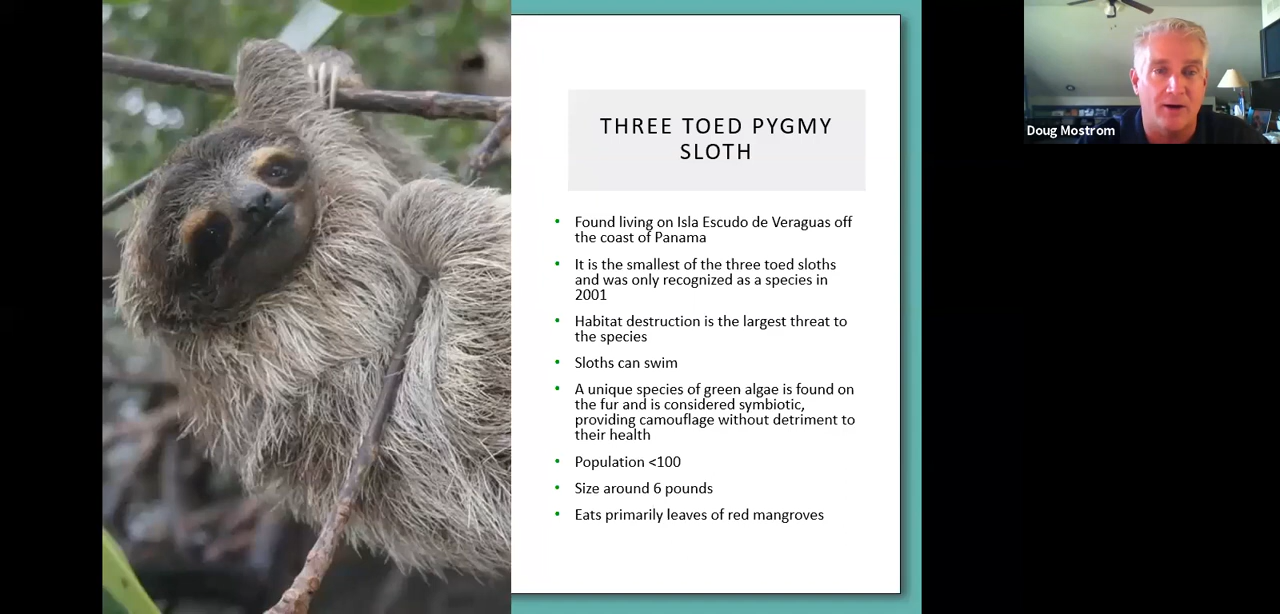 THREE TOED PYGMY
SLOTH
Doug Mostrom
• Found living on Isla Escudo de Veraguas off
the coast of Panama
• It is the smallest of the three toed sloths
and was only recognized as a species in
2001
• Habitat destruction is the largest threat to
the species
• Sloths can swim
• A unique species of green algae is found on
the fur and is considered symbiotic,
providing camouflage without detriment to
their health
• Population <100
• Size around 6 pounds
• Eats primarily leaves of red mangroves